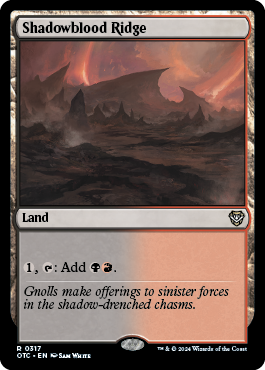 Shadowblood Ridge
Land
1, T: Add BR.
Gnolls make offerings to sinister forces
in the shadow-drenched chasms.
R 0317
OTC • EN Sam White
™ & © 2024 Wizards of the Coast